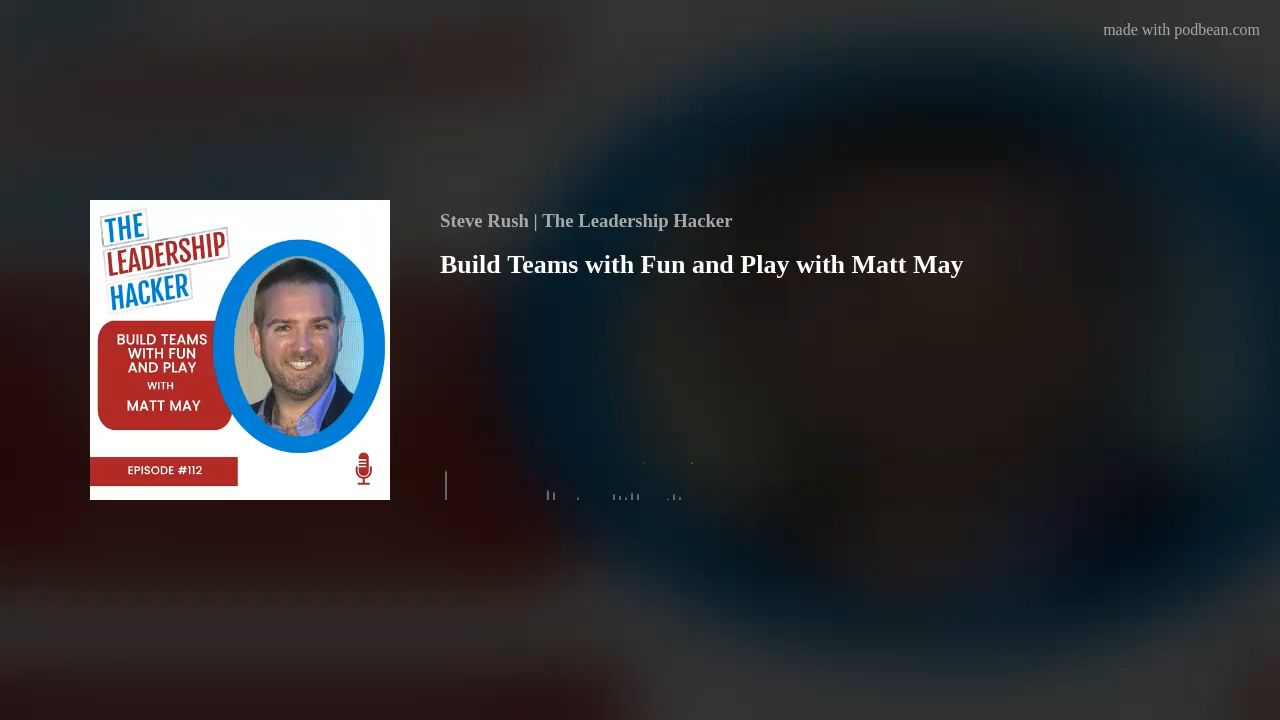 made with podbean.com
THE
LEADERSHIP
HACKER
BUILD TEAMS
WITH FUN
AND PLAY
WITH
MATT MAY
EPISODE #112
Steve Rush | The Leadership Hacker
Build Teams with Fun and Play with Matt May